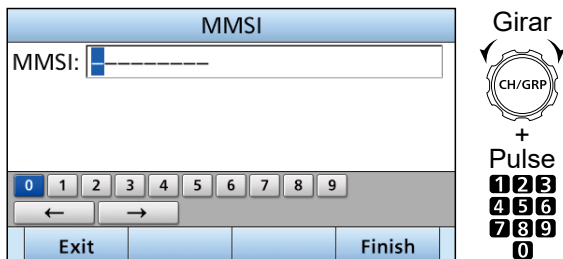 MMSI
MMSI: ---------
0 1 2 3 4 5 6 7 8 9
← →
Exit Finish
Girar
CH/GRP
+
Pulse
1 2 3
4 5 6
7 8 9
0